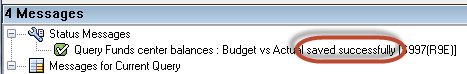 4 Messages
Status Messages
Query Funds center balances : Budget vs Actual saved successfully [S997(R9E)]
Messages for Current Query